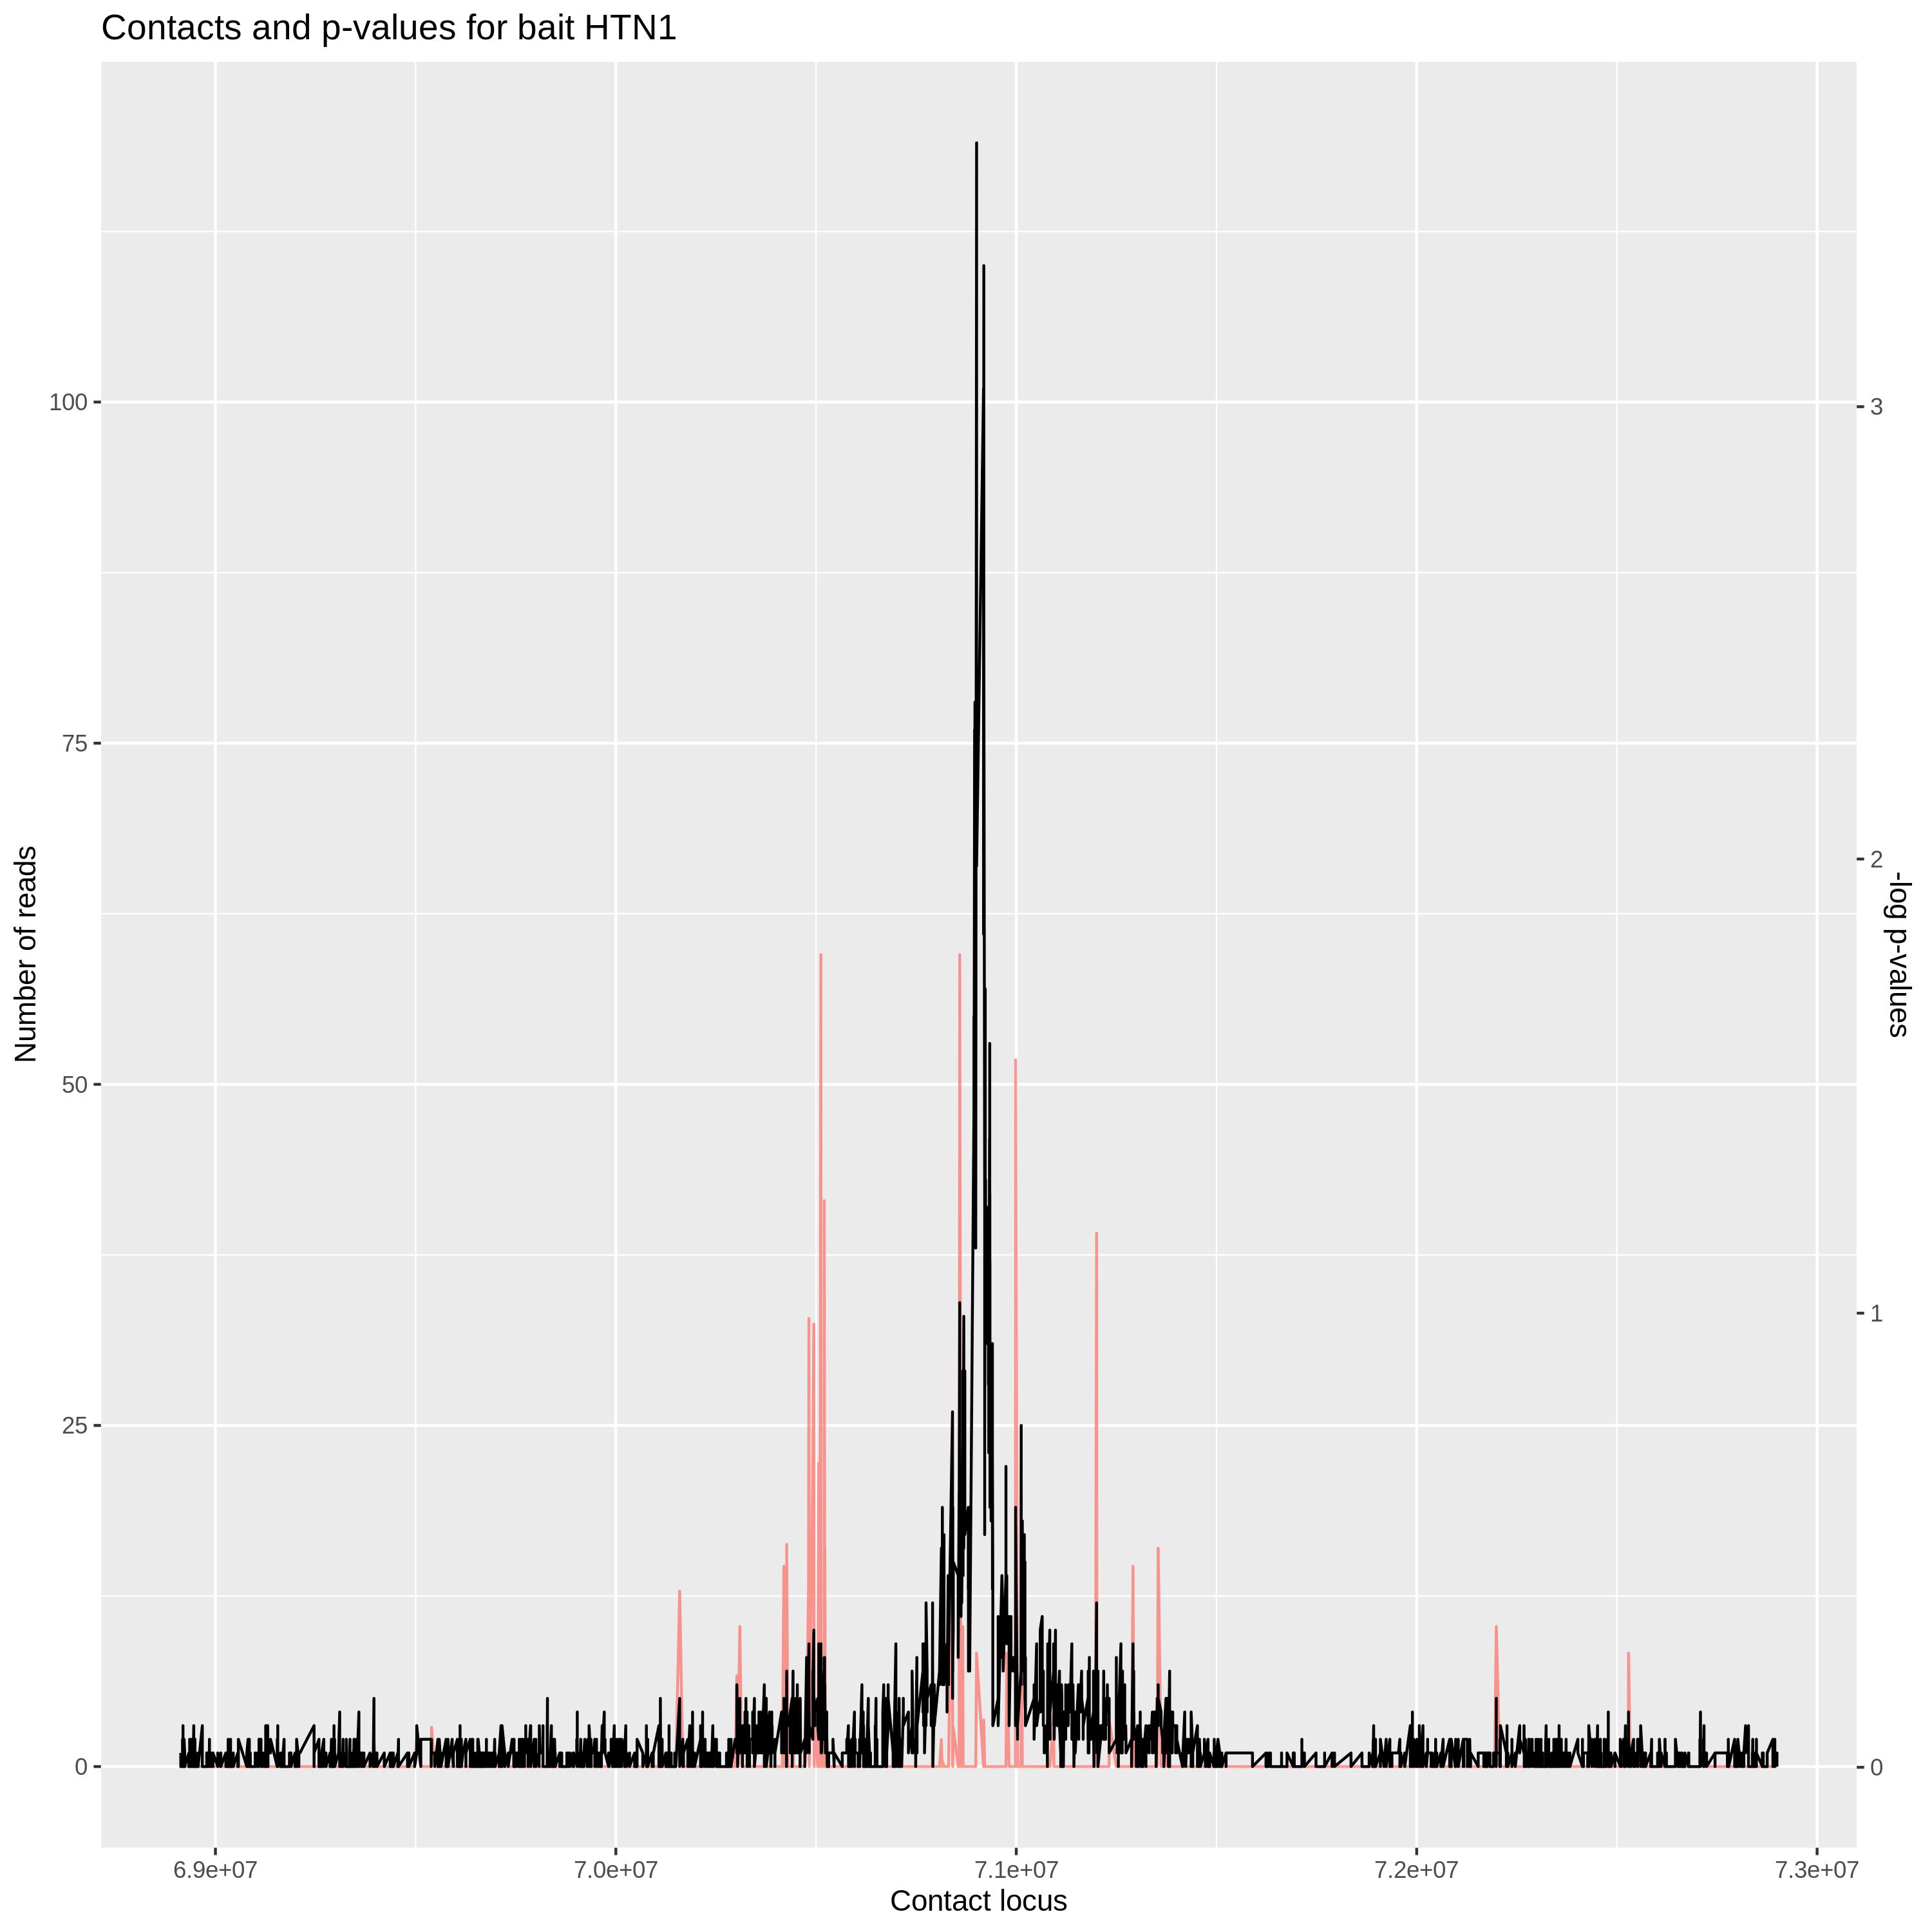 Contacts and p-values for bait HTN1
Number of reads
100
75
50
25
0
3
2
1
0
-log p-values
6.9e+07 7.0e+07 7.1e+07 7.2e+07 7.3e+07
Contact locus